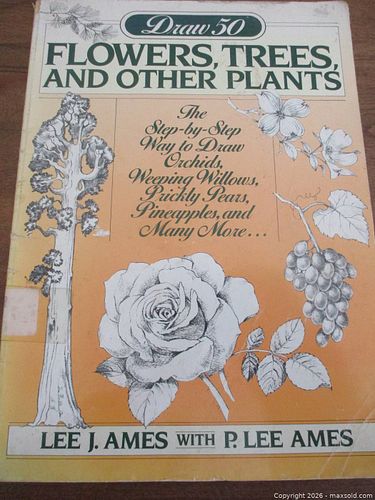 Draw 50
FLOWERS, TREES,
AND OTHER PLANTS
The
Step-by-Step
Way to Draw
Orchids,
Weeping Willows,
Prickly Pears,
Pineapples, and
Many More...
LEE J. AMES WITH P. LEE AMES
Copyright 2026 - maxsold.com